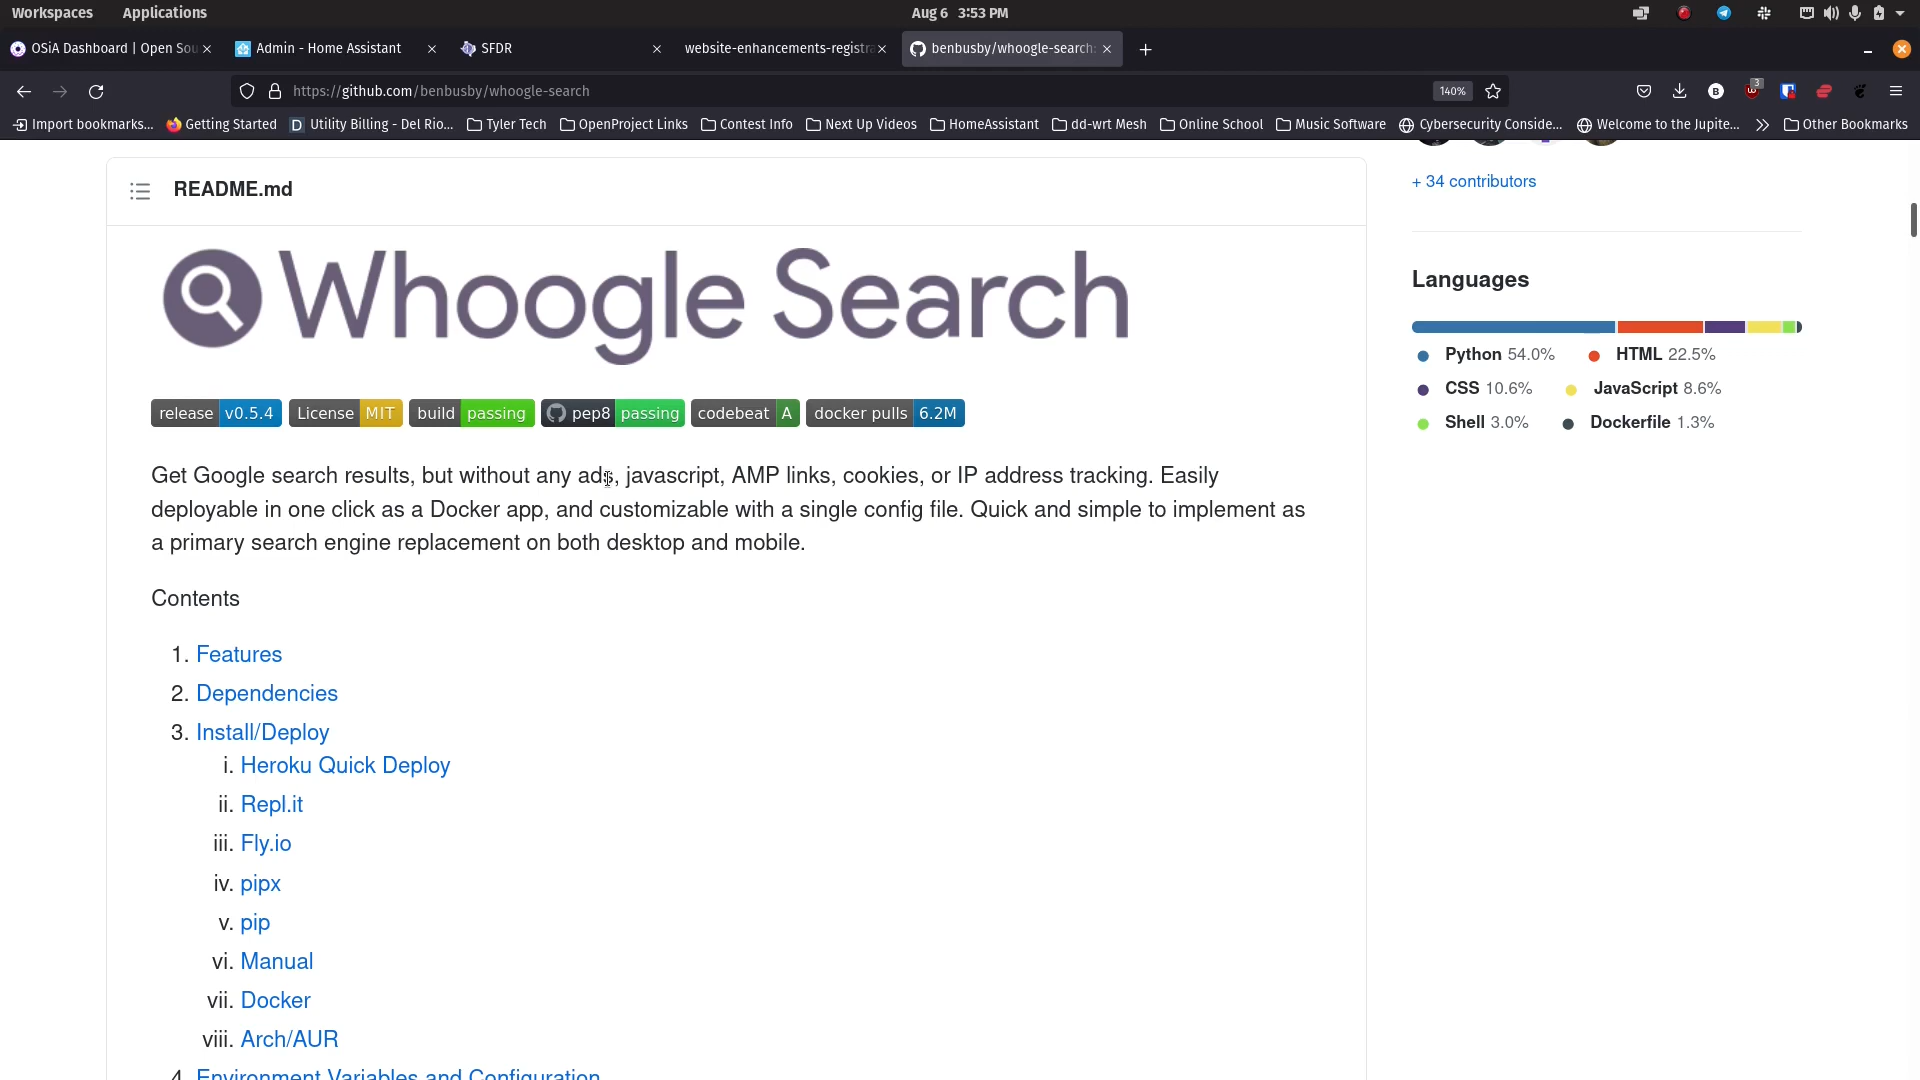 Workspaces Applications Aug 6 3:53 PM
OSiA Dashboard | Open Sou Admin - Home Assistant SFDR website-enhancements-registra benbusby/whoogle-search:
https://github.com/benbusby/whoogle-search 140% 3
Import bookmarks... Getting Started Utility Billing - Del Rio... Tyler Tech OpenProject Links Contest Info Next Up Videos HomeAssistant dd-wrt Mesh Online School Music Software Cybersecurity Conside... Welcome to the Jupite... Other Bookmarks
README.md
Whoogle Search
release v0.5.4 License MIT build passing pep8 passing codebeat A docker pulls 6.2M
Get Google search results, but without any ads, javascript, AMP links, cookies, or IP address tracking. Easily
deployable in one click as a Docker app, and customizable with a single config file. Quick and simple to implement as
a primary search engine replacement on both desktop and mobile.
Contents
1. Features
2. Dependencies
3. Install/Deploy
i. Heroku Quick Deploy
ii. Repl.it
iii. Fly.io
iv. pipx
v. pip
vi. Manual
vii. Docker
viii. Arch/AUR
4. Environment Variables and Configuration
+ 34 contributors
Languages
Python 54.0% HTML 22.5%
CSS 10.6% JavaScript 8.6%
Shell 3.0% Dockerfile 1.3%